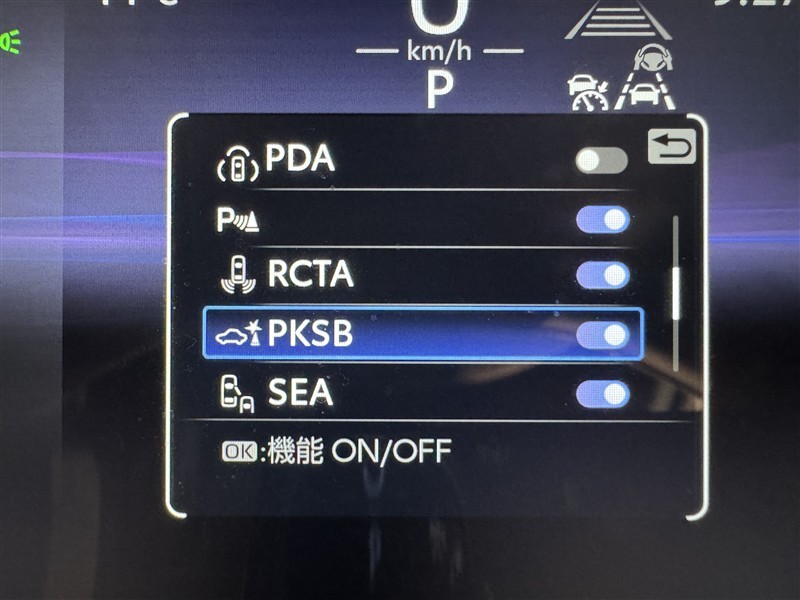 km/h
P
PDA
P
RCTA
PKSB
SEA
OK:機能 ON/OFF